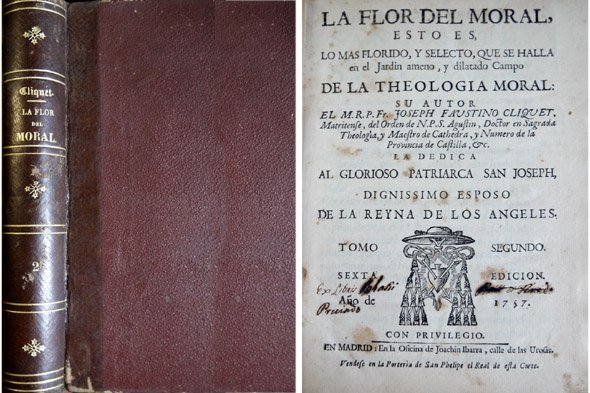 Cliquet.
LA FLOR
DEL
MORAL.
2
LA FLOR DEL MORAL,
ESTO ES,
LO MAS FLORIDO, Y SELECTO, QUE SE HALLA
en el Jardin ameno, y dilatado Campo
DE LA THEOLOGIA MORAL:
SU AUTOR
EL M.R.P. Fr. JOSEPH FAUSTINO CLIQUET,
Matritense, del Orden de N.P.S. Agustin, Doctor en Sagrada
Theologia, y Maestro de Cathedra, y Numero de la
Provincia de Castilla, &c.
LA DEDICA
AL GLORIOSO PATRIARCA SAN JOSEPH,
DIGNISSIMO ESPOSO
DE LA REYNA DE LOS ANGELES.
TOMO SEGUNDO.
SEXTA EDICION.
Ex Libris
Año de 1757.
CON PRIVILEGIO.
EN MADRID: En la Oficina de Joachin Ibarra, calle de las Urosas.
Vendese en la Porteria de San Phelipe el Real de esta Corte.